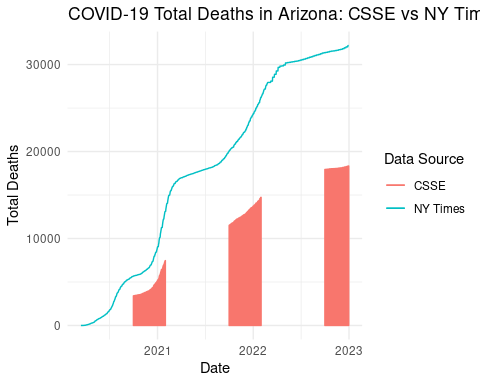 COVID-19 Total Deaths in Arizona: CSSE vs NY Tim
Total Deaths
30000
20000
10000
0
2021
2022
2023
Date
Data Source
CSSE
NY Times